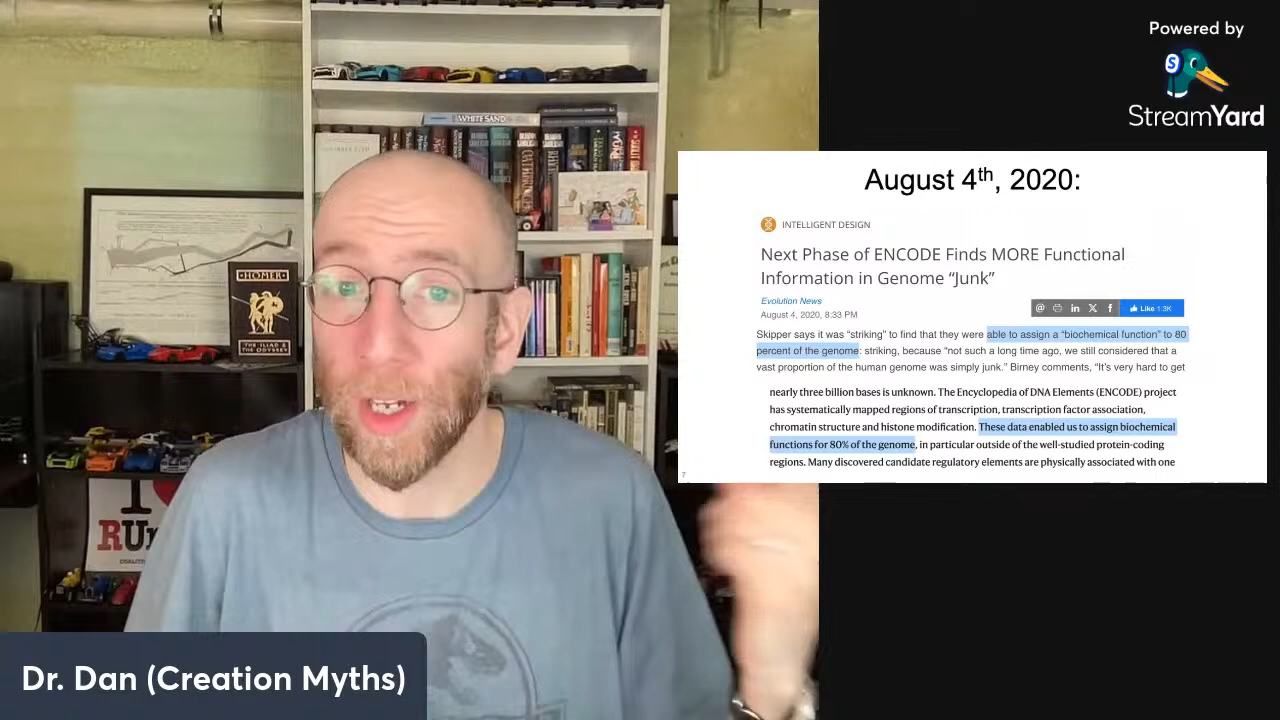 Powered by
StreamYard
August 4th, 2020:
INTELLIGENT DESIGN
Next Phase of ENCODE Finds MORE Functional
Information in Genome “Junk”
Evolution News
August 4, 2020, 8:33 PM
Like 1.3K
Skipper says it was “striking” to find that they were able to assign a “biochemical function” to 80
percent of the genome: striking, because “not such a long time ago, we still considered that a
vast proportion of the human genome was simply junk.” Birney comments, “It’s very hard to get
nearly three billion bases is unknown. The Encyclopedia of DNA Elements (ENCODE) project
has systematically mapped regions of transcription, transcription factor association,
chromatin structure and histone modification. These data enabled us to assign biochemical
functions for 80% of the genome, in particular outside of the well-studied protein-coding
regions. Many discovered candidate regulatory elements are physically associated with one
7
WHITE SAND
HOMER
THE ILIAD &
THE ODYSSEY
I
RUn
Dr. Dan (Creation Myths)